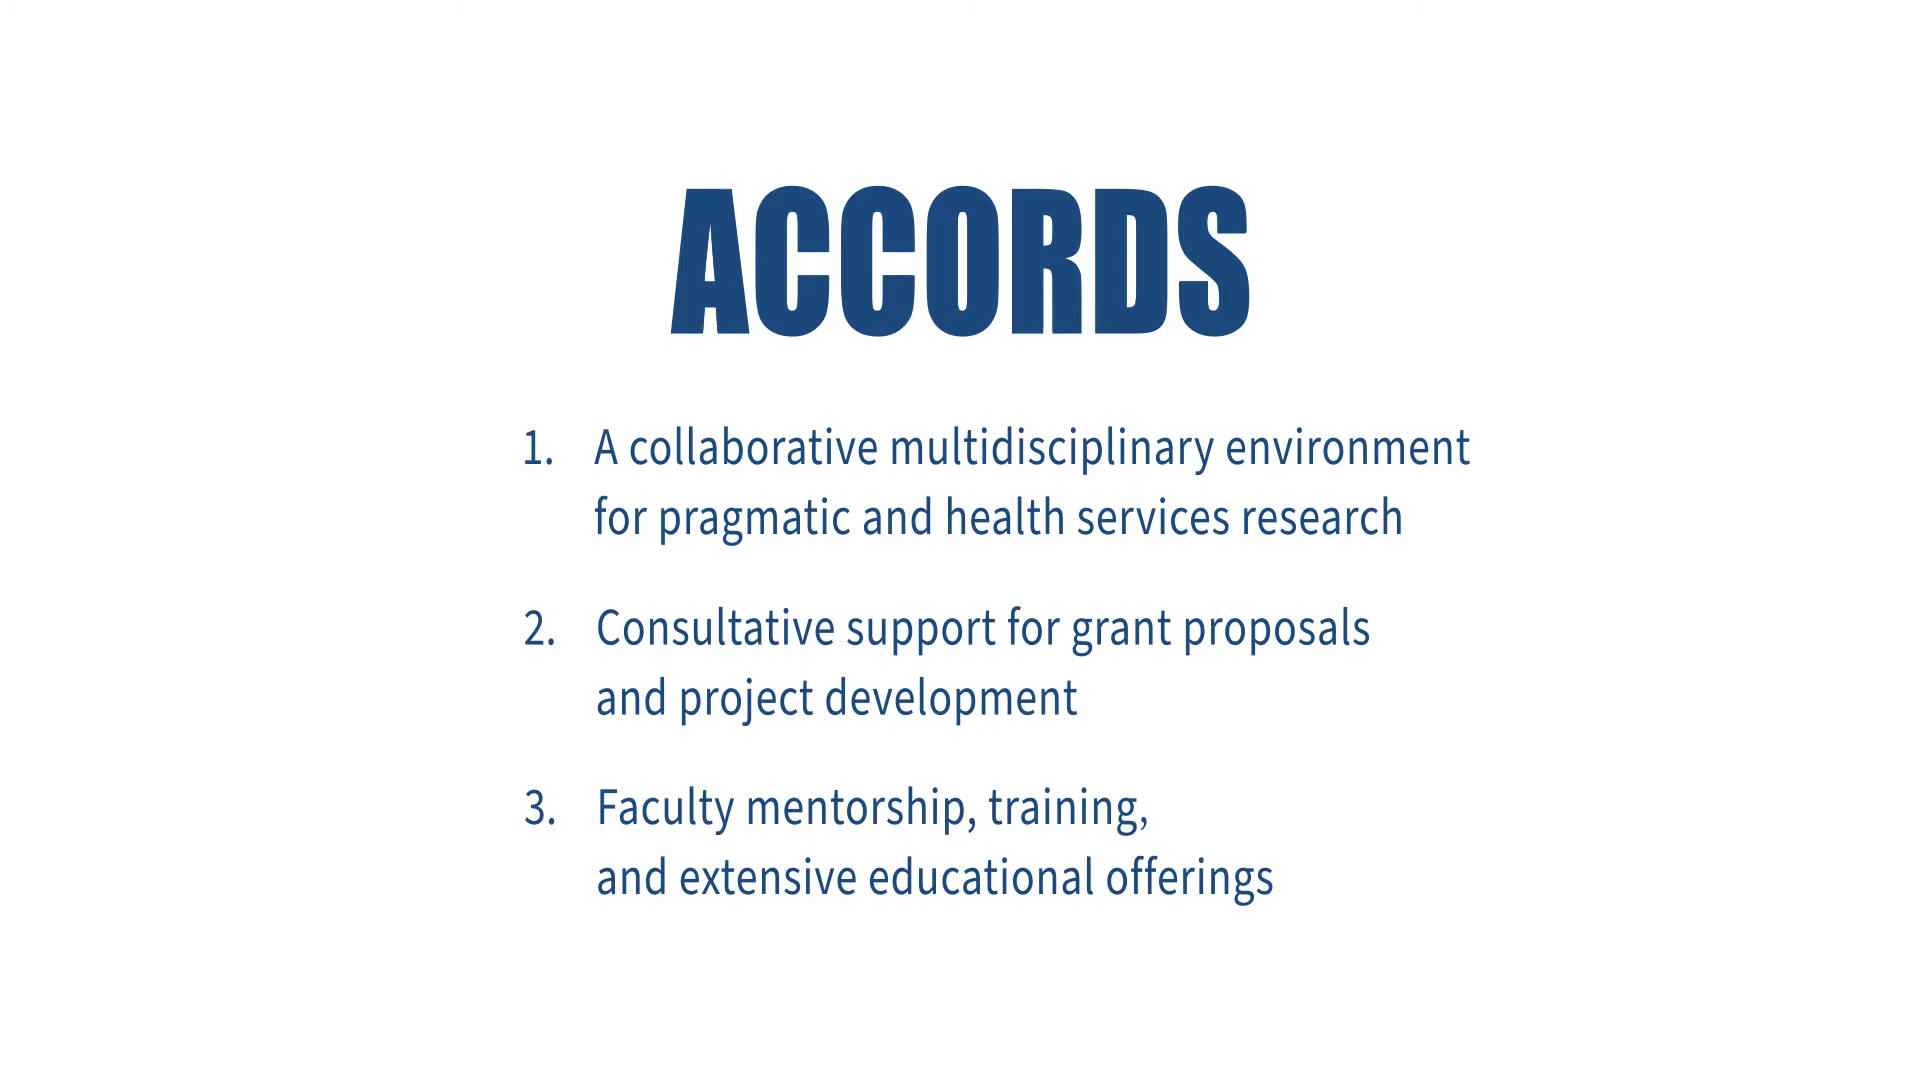 ACCORDS
1. A collaborative multidisciplinary environment
for pragmatic and health services research
2. Consultative support for grant proposals
and project development
3. Faculty mentorship, training,
and extensive educational offerings